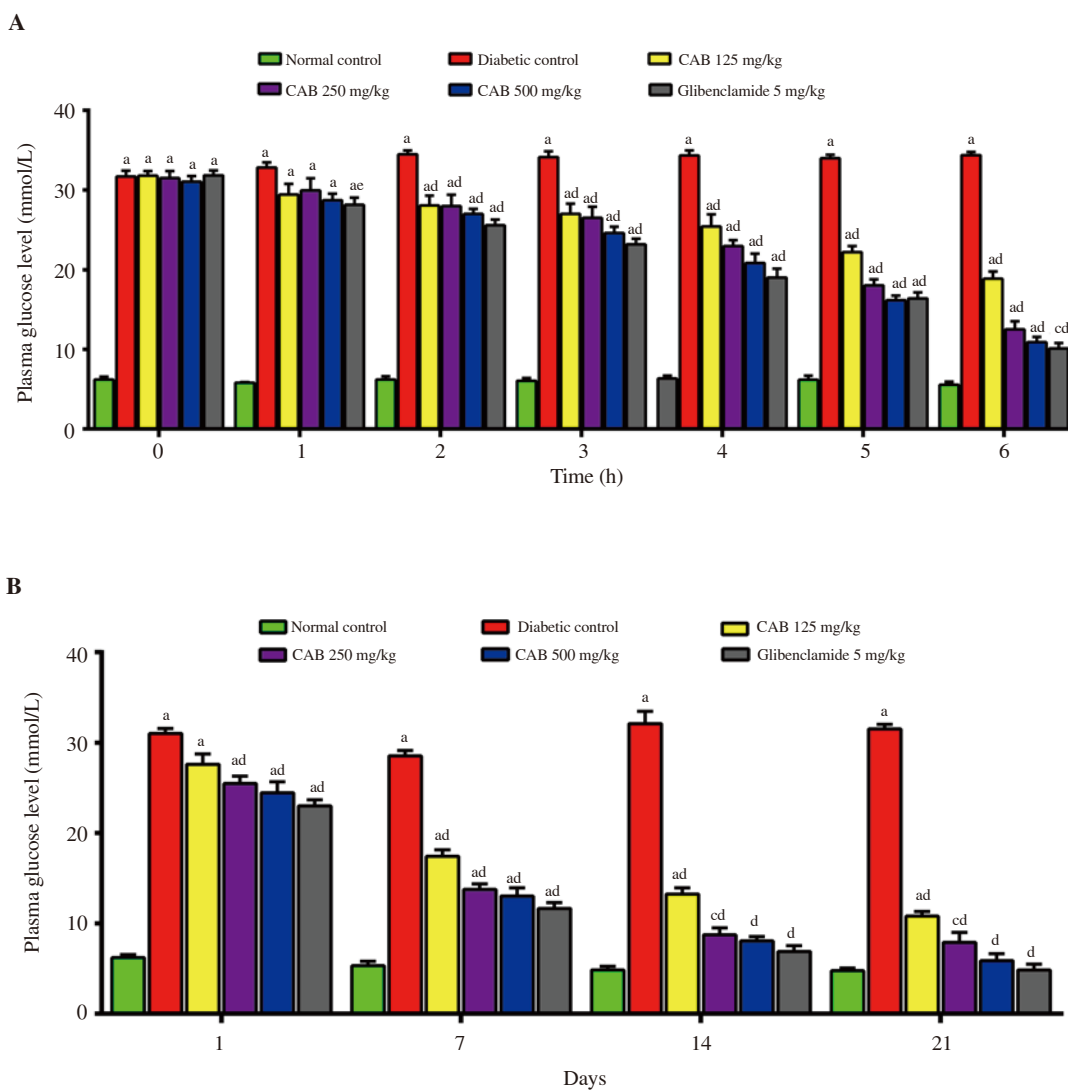 A
Normal control Diabetic control CAB 125 mg/kg
CAB 250 mg/kg CAB 500 mg/kg Glibenclamide 5 mg/kg
Plasma glucose level (mmol/L)
40
30
20
10
0
a a a a a
a a a a ae
a ad ad ad ad
a ad ad ad ad
a ad ad ad ad
a ad ad ad ad
a ad ad ad cd
0 1 2 3 4 5 6
Time (h)
B
Normal control Diabetic control CAB 125 mg/kg
CAB 250 mg/kg CAB 500 mg/kg Glibenclamide 5 mg/kg
Plasma glucose level (mmol/L)
40
30
20
10
0
a a ad ad ad
a ad ad ad ad
a ad cd d d
a ad cd d d
1 7 14 21
Days